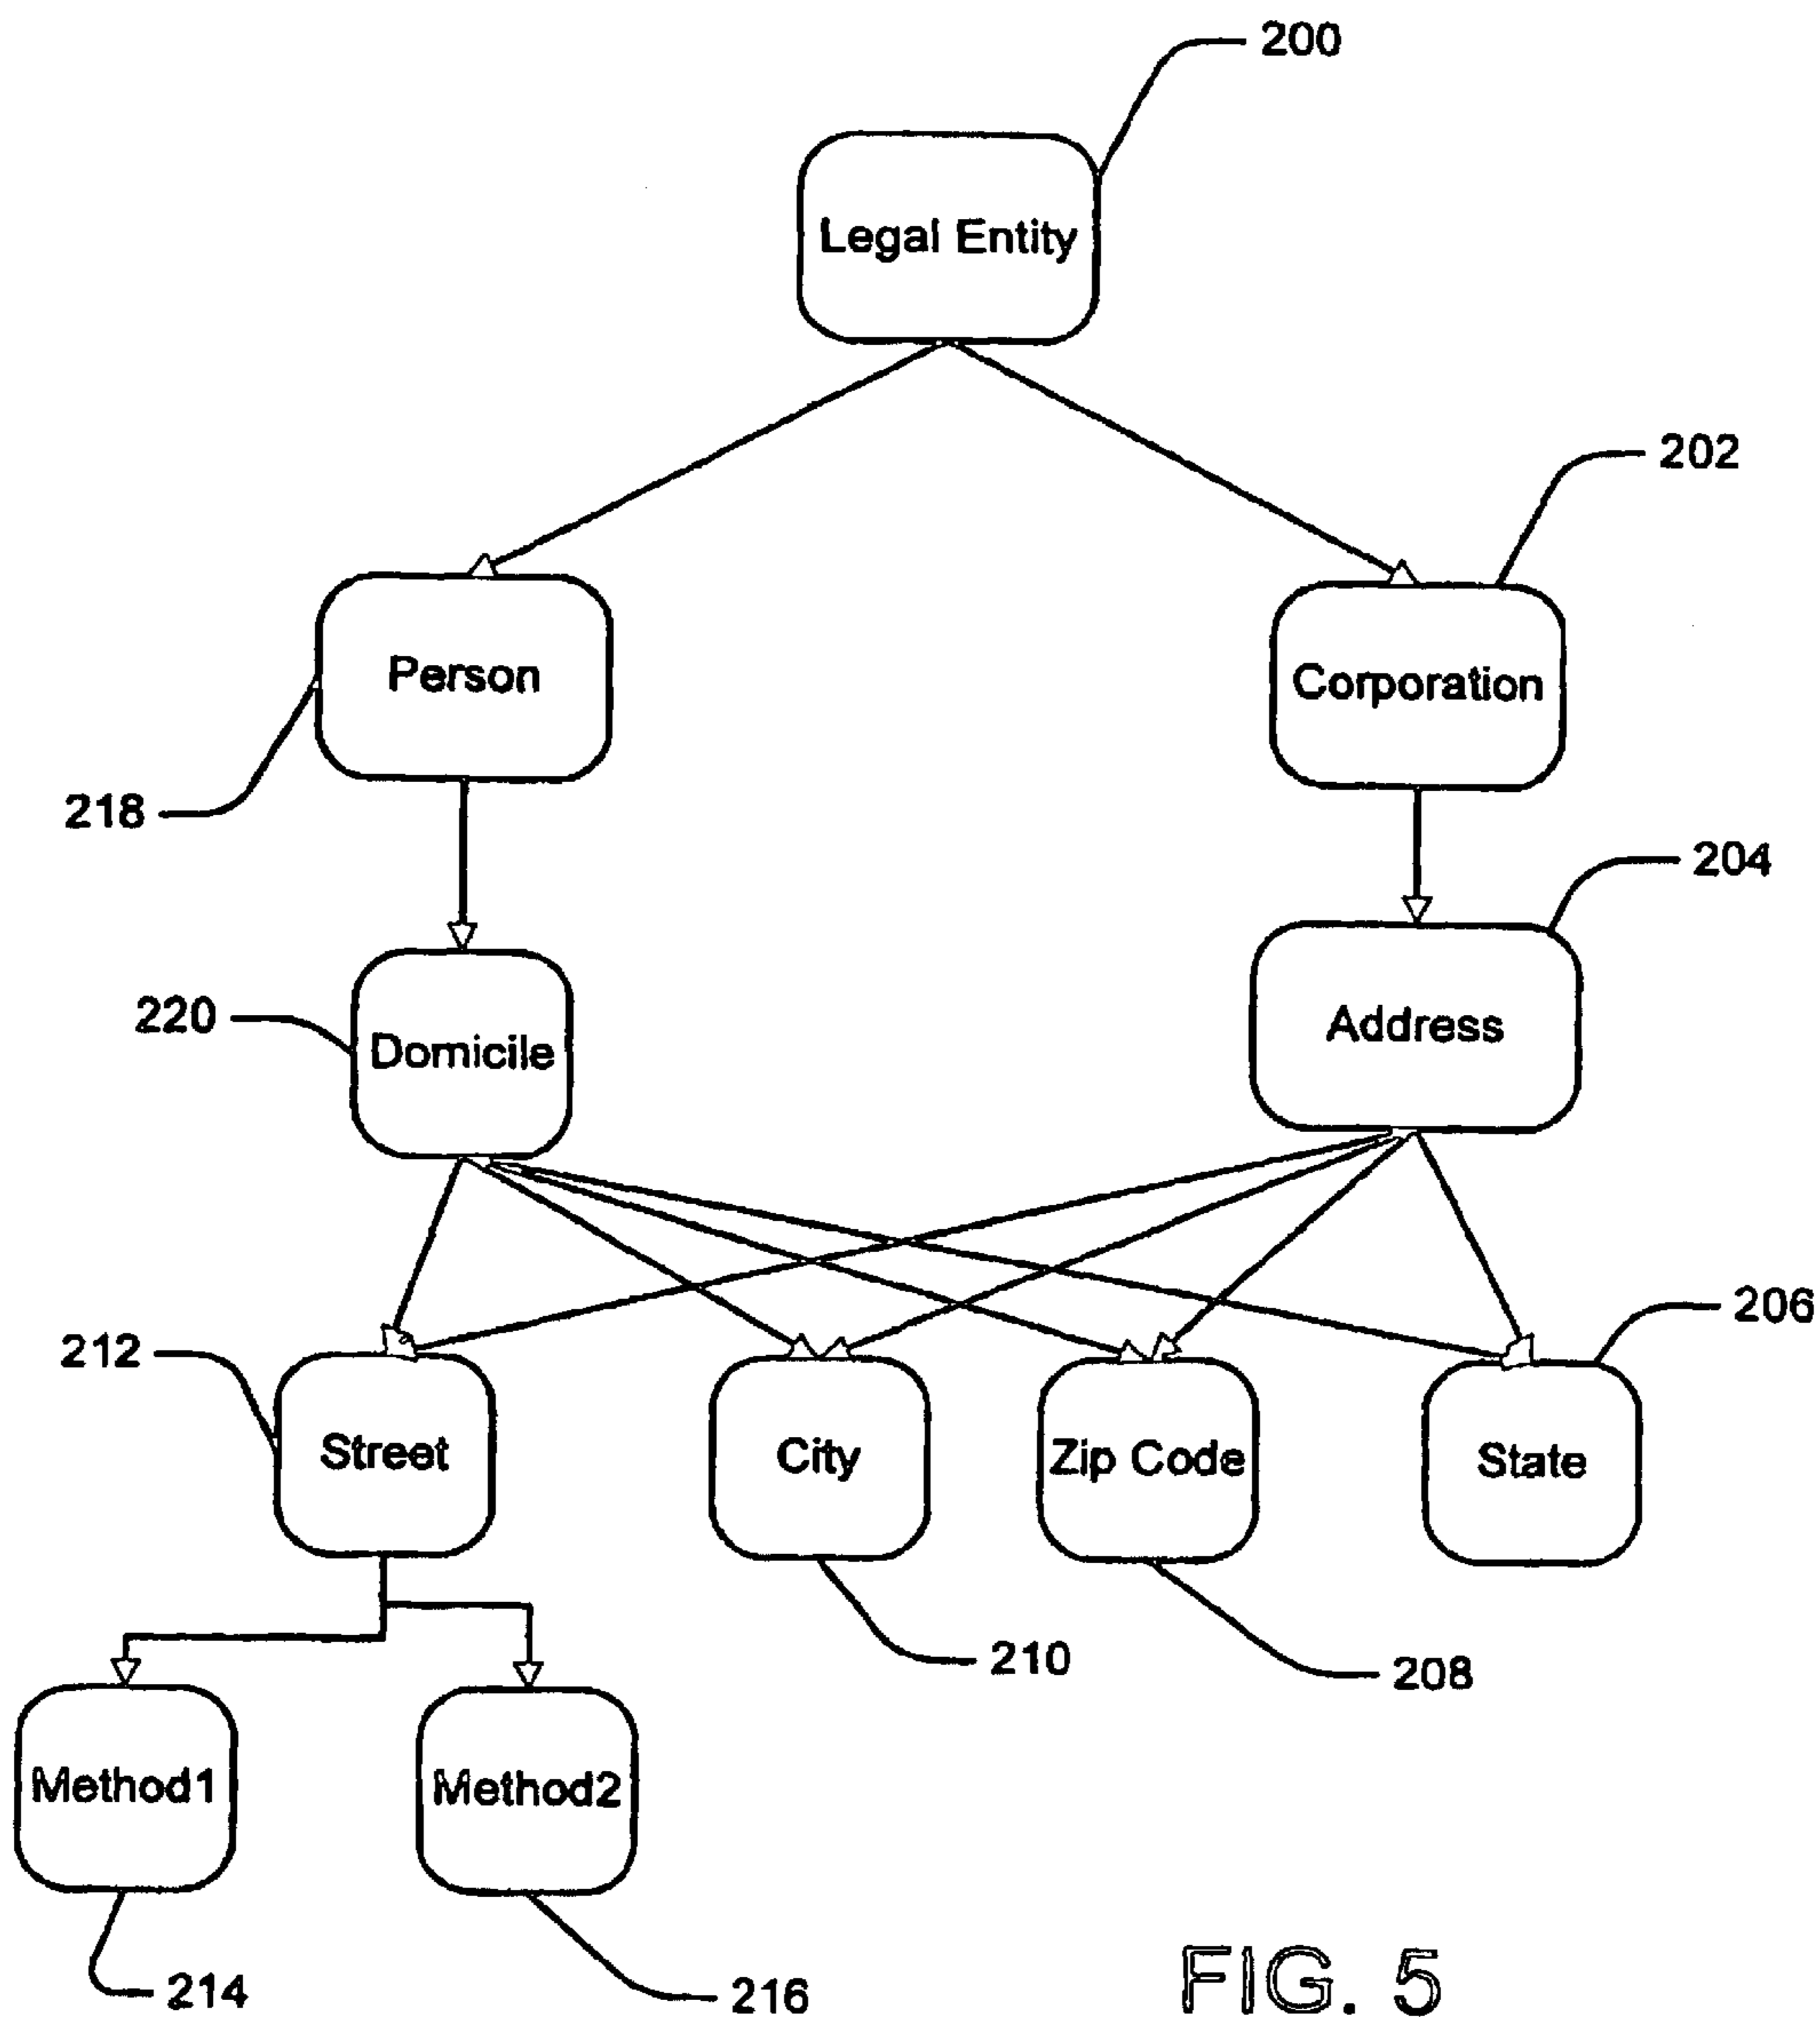 200
Legal Entity
202
Person
Corporation
218
204
220
Domicile
Address
206
212
Street
City
Zip Code
State
210
208
Method1
Method2
214
216
FIG. 5